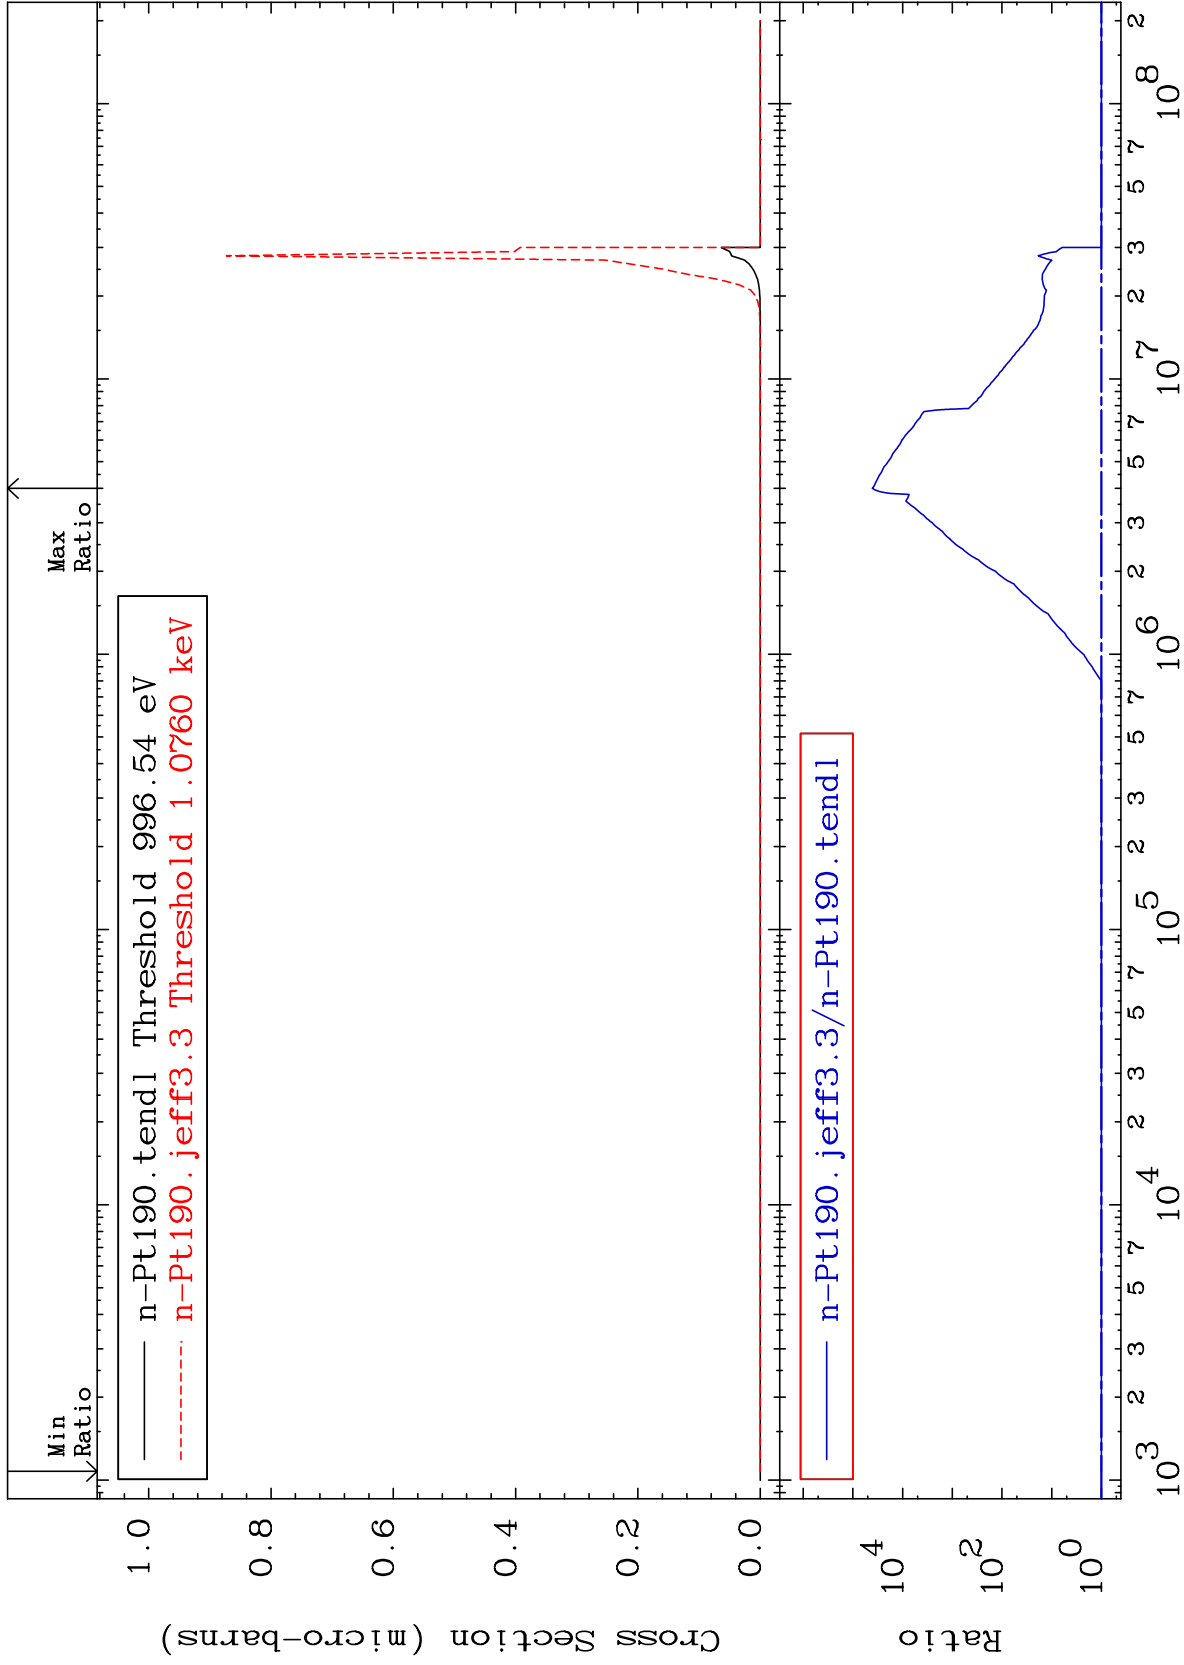 Min
Ratio
Max
Ratio
n-Pt190.tendl Threshold 996.54 eV
n-Pt190.jeff3.3 Threshold 1.0760 keV
Cross Section (micro-barns)
1.0
0.8
0.6
0.4
0.2
0.0
n-Pt190.jeff3.3/n-Pt190.tendl
Ratio
10^4
10^2
10^0
2 3 5 7 2 3 5 7 2 3 5 7 2 3 5 7 2 3 5 7 2
10^3 10^4 10^5 10^6 10^7 10^8